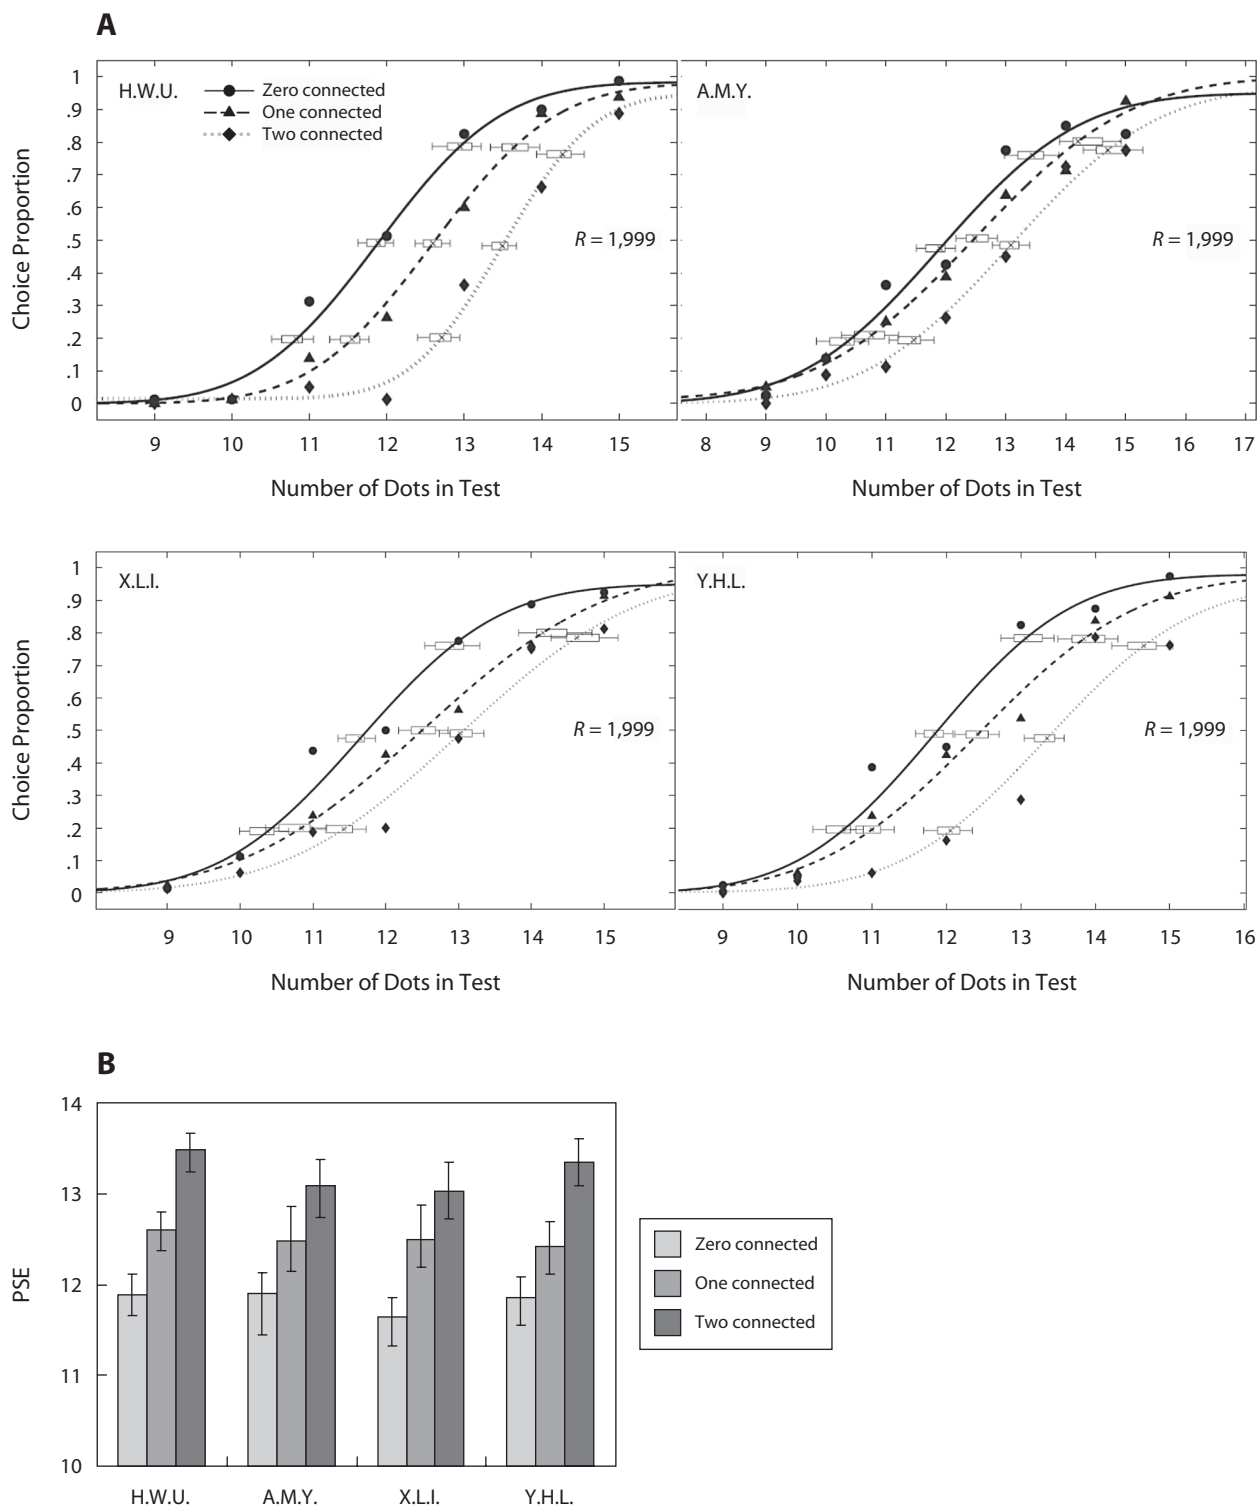 A
H.W.U.
Zero connected
One connected
Two connected
Choice Proportion
1
.9
.8
.7
.6
.5
.4
.3
.2
.1
0
R = 1,999
9 10 11 12 13 14 15
Number of Dots in Test
A.M.Y.
R = 1,999
8 9 10 11 12 13 14 15 16 17
Number of Dots in Test
X.L.I.
Choice Proportion
1
.9
.8
.7
.6
.5
.4
.3
.2
.1
0
R = 1,999
9 10 11 12 13 14 15
Number of Dots in Test
Y.H.L.
R = 1,999
9 10 11 12 13 14 15 16
Number of Dots in Test
B
PSE
14
13
12
11
10
H.W.U. A.M.Y. X.L.I. Y.H.L.
Zero connected
One connected
Two connected